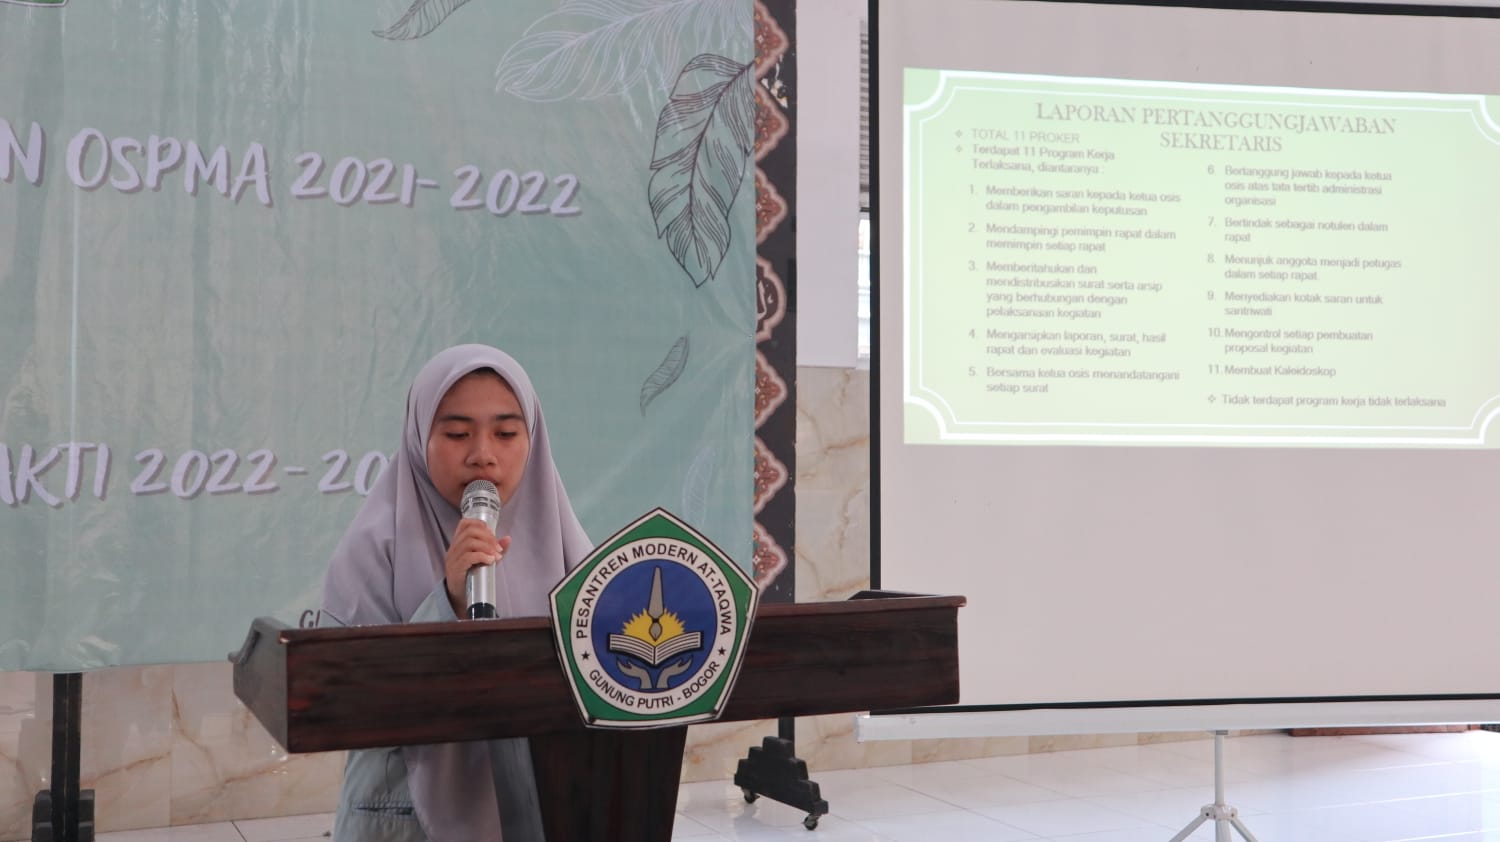 N OSPMA 2021-2022
AKTI 2022-20
PESANTREN MODERN AT-TAQWA
★ GUNUNG PUTRI - BOGOR ★
LAPORAN PERTANGGUNGJAWABAN
SEKRETARIS
❖ TOTAL 11 PROKER
❖ Terdapat 11 Program Kerja
Terlaksana, diantaranya :
1. Memberikan saran kepada ketua osis
dalam pengambilan keputusan
2. Mendampingi pemimpin rapat dalam
memimpin setiap rapat
3. Memberitahukan dan
mendistribusikan surat serta arsip
yang berhubungan dengan
pelaksanaan kegiatan
4. Mengarsipkan laporan, surat, hasil
rapat dan evaluasi kegiatan
5. Bersama ketua osis menandatangani
setiap surat
6. Bertanggung jawab kepada ketua
osis atas tata tertib administrasi
organisasi
7. Bertindak sebagai notulen dalam
rapat
8. Menunjuk anggota menjadi petugas
dalam setiap rapat.
9. Menyediakan kotak saran untuk
santriwati
10. Mengontrol setiap pembuatan
proposal kegiatan
11. Membuat Kaleidoskop
❖ Tidak terdapat program kerja tidak terlaksana